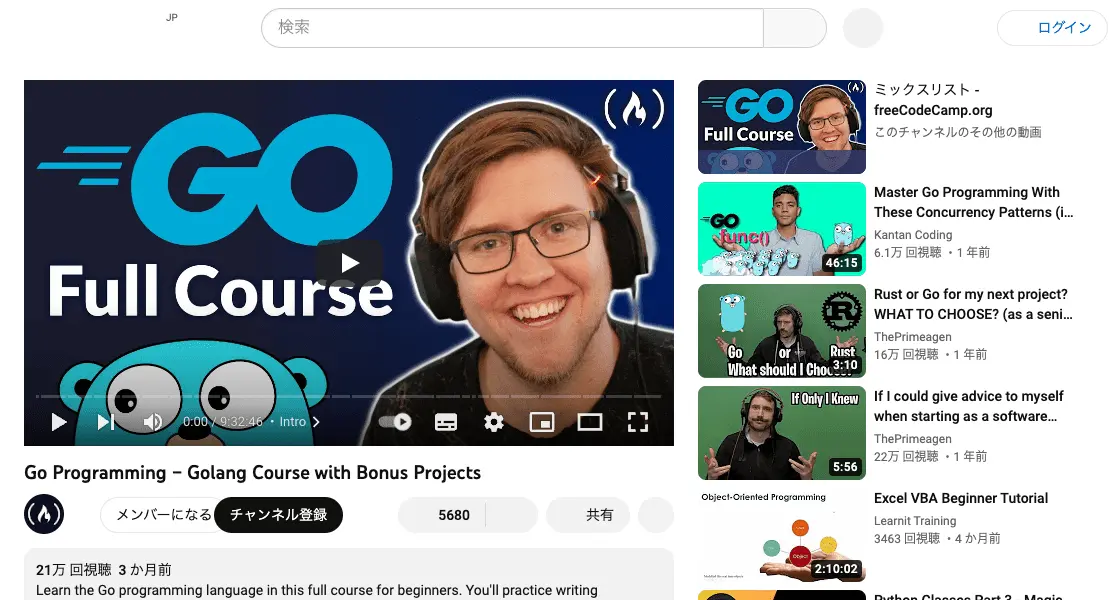 JP
検索
ログイン
GO
Full Course
0:00 / 9:32:46 • Intro
Go Programming – Golang Course with Bonus Projects
メンバーになる
チャンネル登録
5680
共有
21万 回視聴 3 か月前
Learn the Go programming language in this full course for beginners. You'll practice writing
GO
Full Course
ミックスリスト -
freeCodeCamp.org
このチャンネルのその他の動画
GO
func()
46:15
Master Go Programming With
These Concurrency Patterns (i...
Kantan Coding
6.1万 回視聴 ・1 年前
Go or Rust
What should I Choose?
3:10
Rust or Go for my next project?
WHAT TO CHOOSE? (as a seni...
ThePrimeagen
16万 回視聴 ・1 年前
If Only I Knew
5:56
If I could give advice to myself
when starting as a software...
ThePrimeagen
22万 回視聴 ・1 年前
Object-Oriented Programming
Object
2:10:02
Excel VBA Beginner Tutorial
Learnit Training
3463 回視聴 ・4 か月前
Python Classes Part 3 - Magic